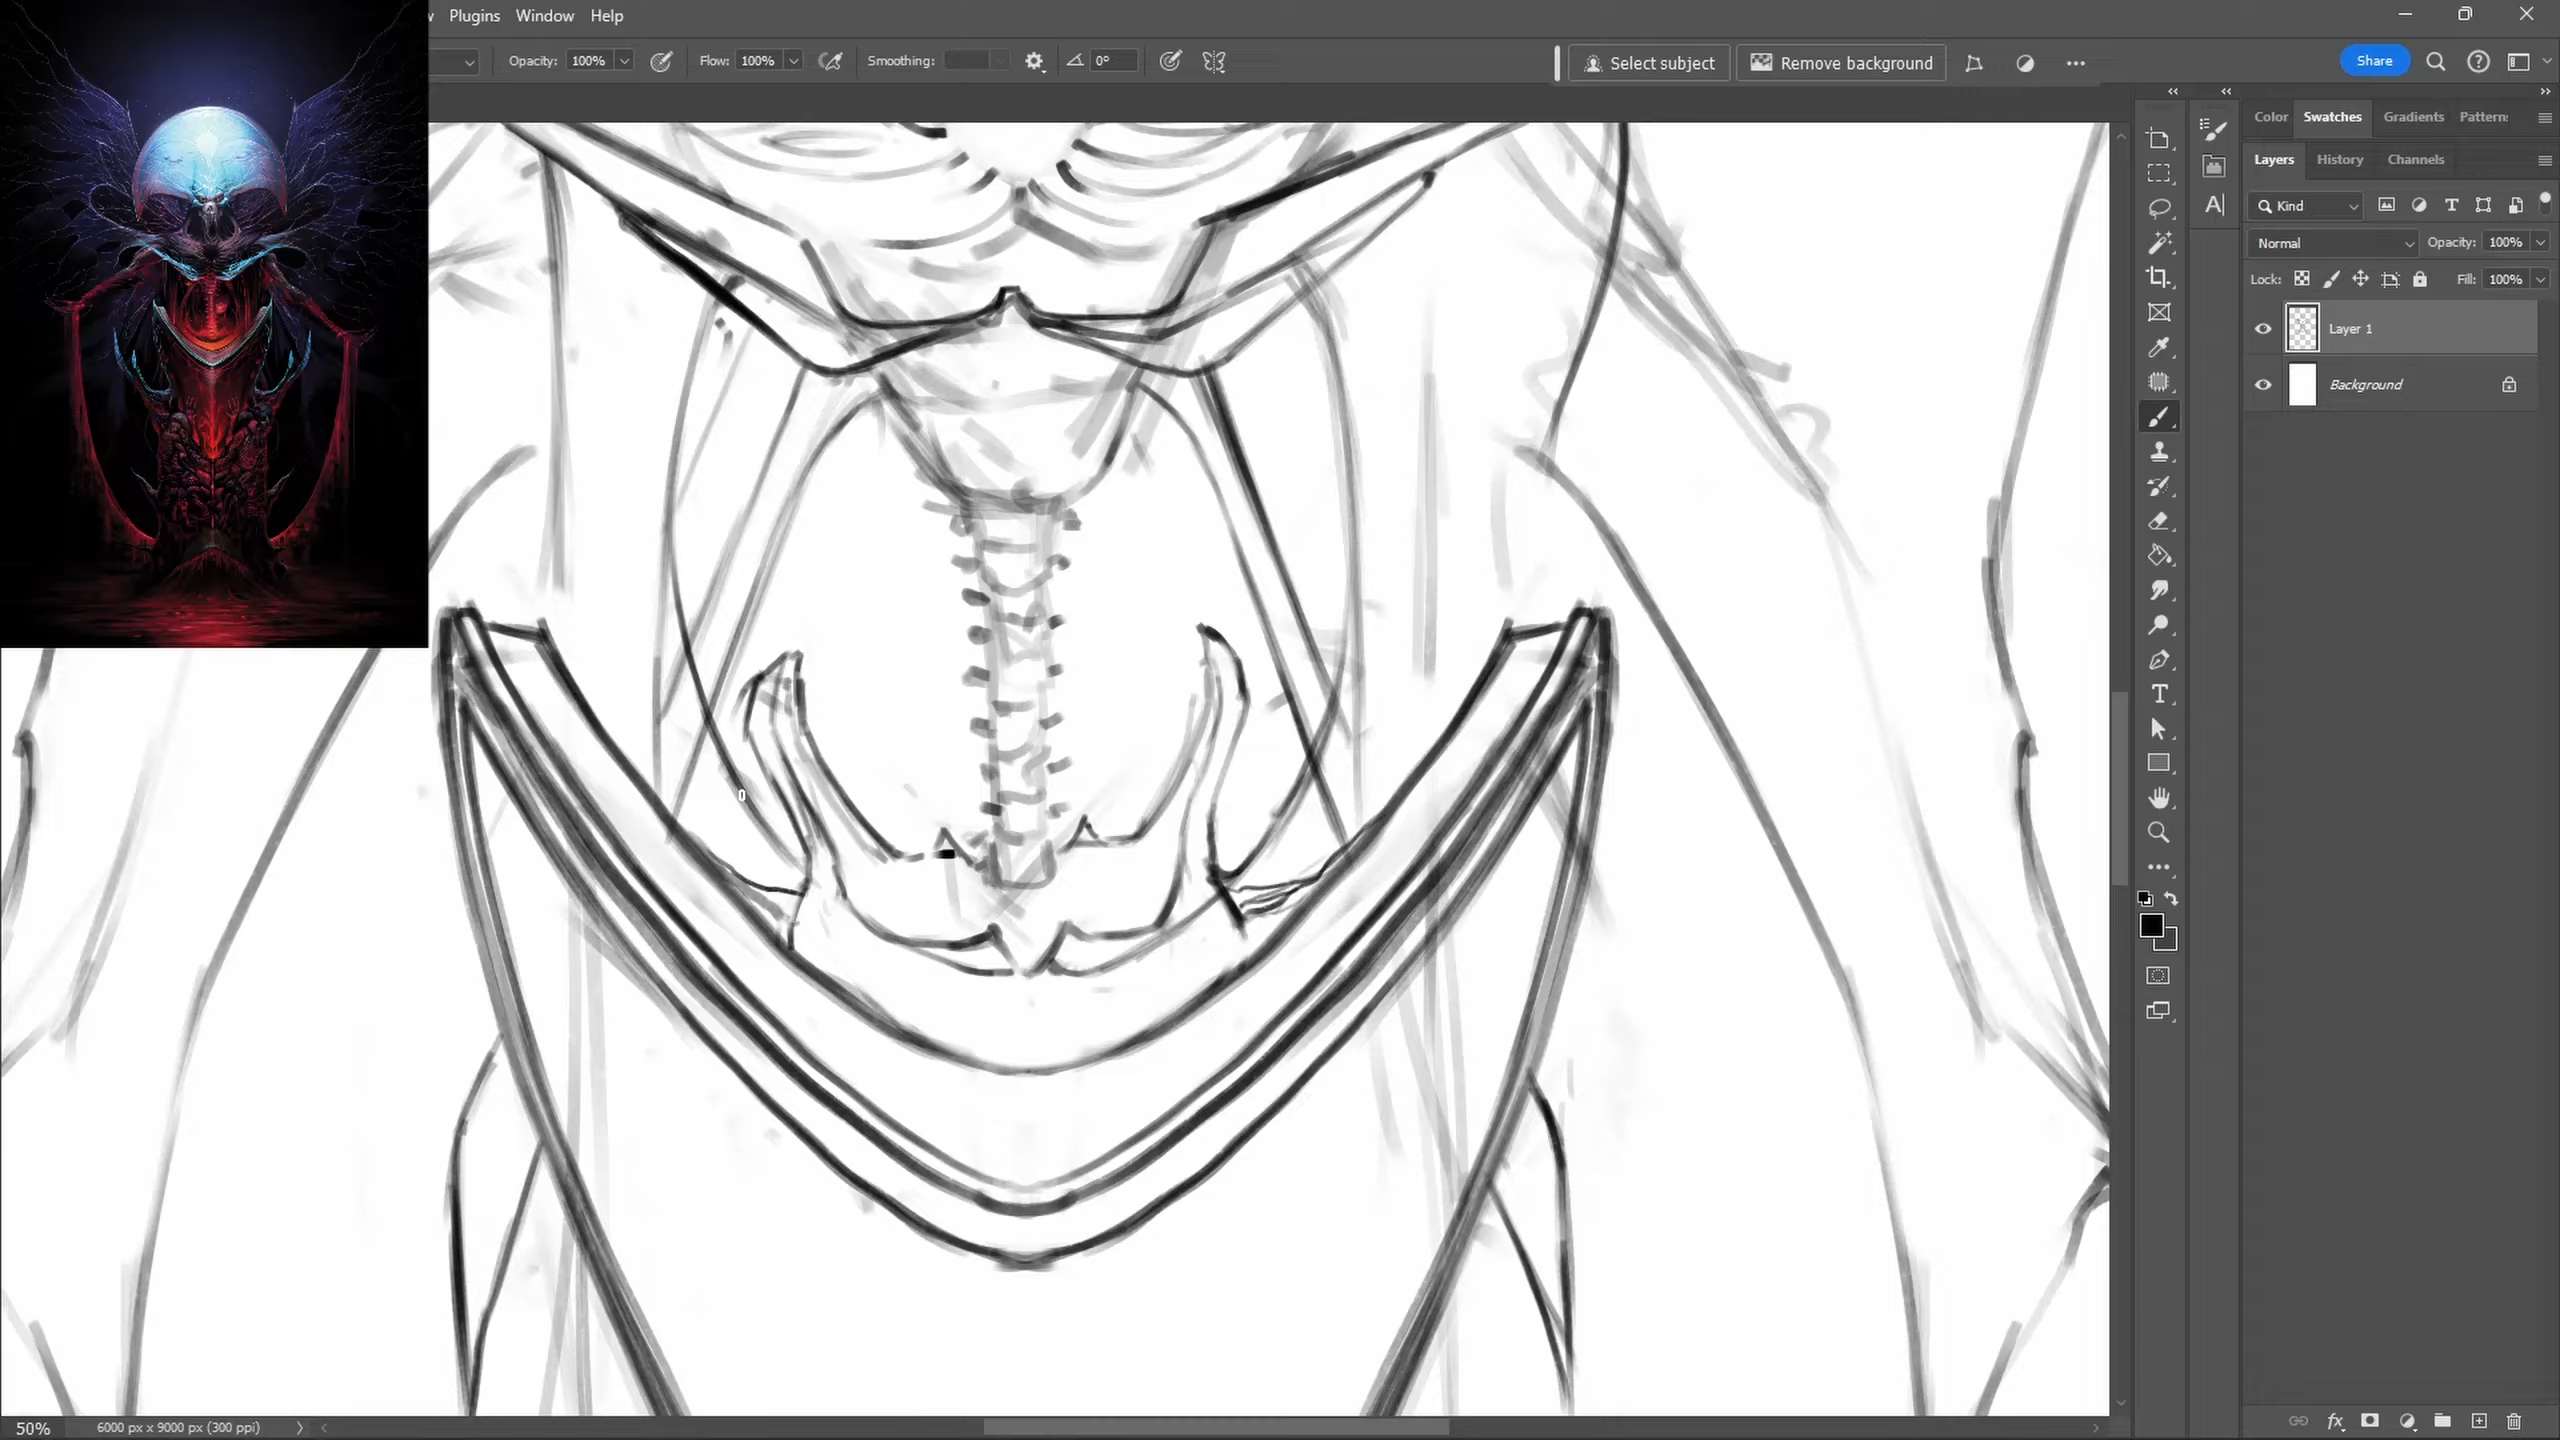 Plugins Window Help
Opacity: 100% Flow: 100% Smoothing: 0° Select subject Remove background Share
Color Swatches Gradients Pattern
Layers History Channels
Kind
Normal Opacity: 100%
Lock: Fill: 100%
Layer 1
Background
50% 6000 px x 9000 px (300 ppi)